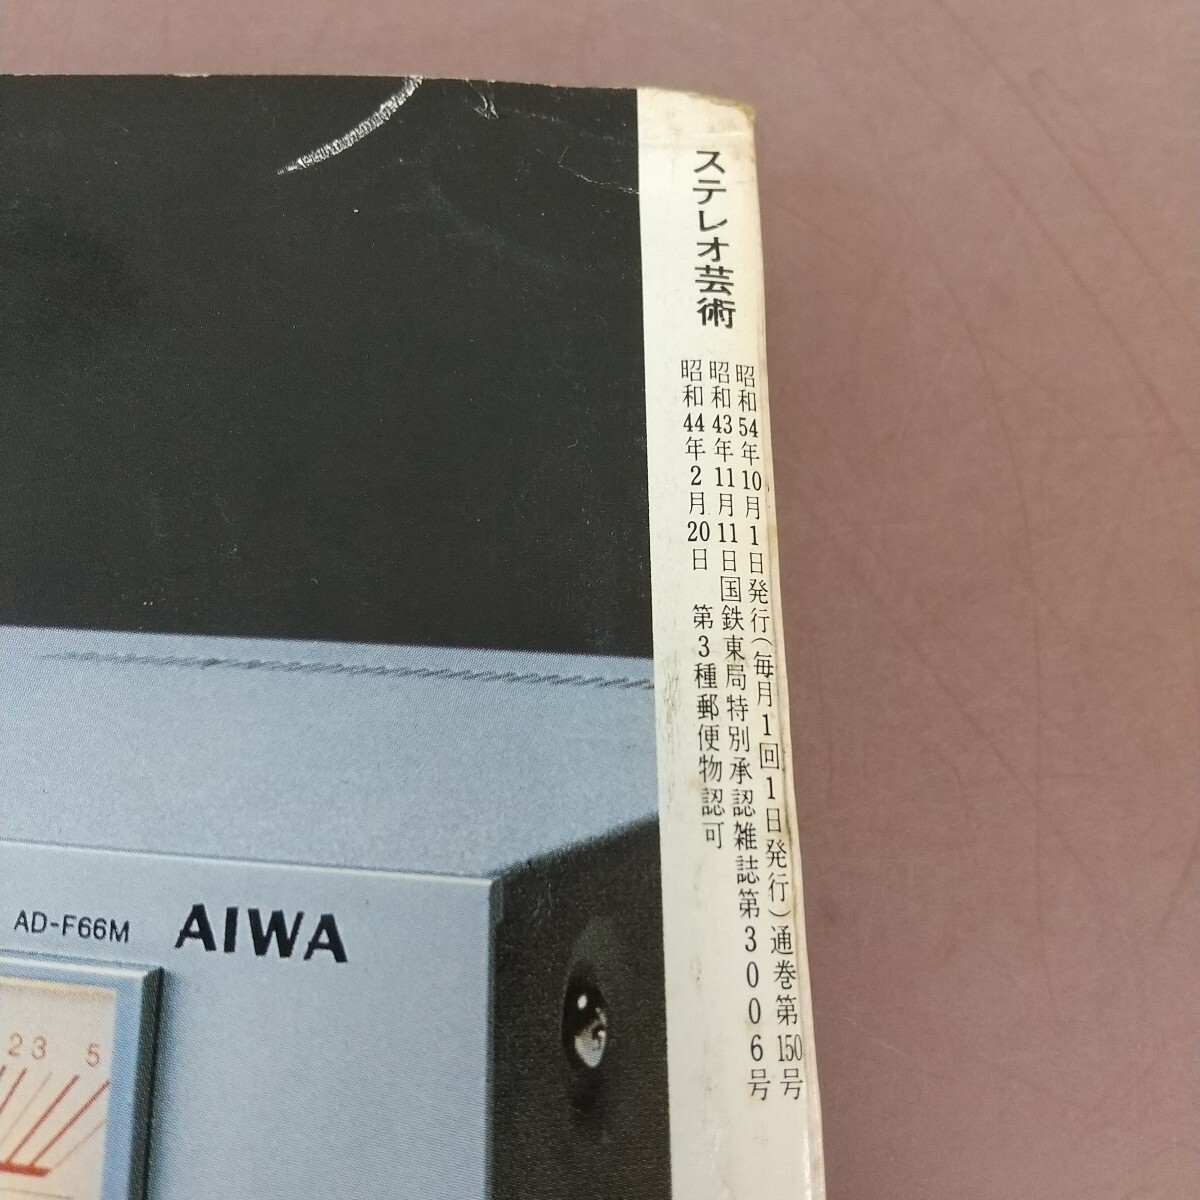 ステレオ芸術
昭和54年10月1日発行(毎月1回1日発行)通巻第150号
昭和43年11月11日国鉄東局特別承認雑誌第3006号
昭和44年2月20日 第3種郵便物認可
AD-F66M AIWA
2 3 5